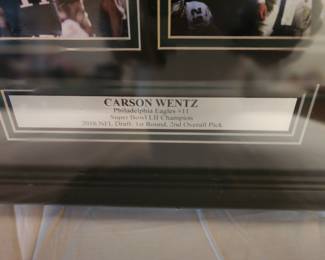 CARSON WENTZ
Philadelphia Eagles #11
Super Bowl LII Champion
2016 NFL Draft: 1st Round, 2nd Overall Pick